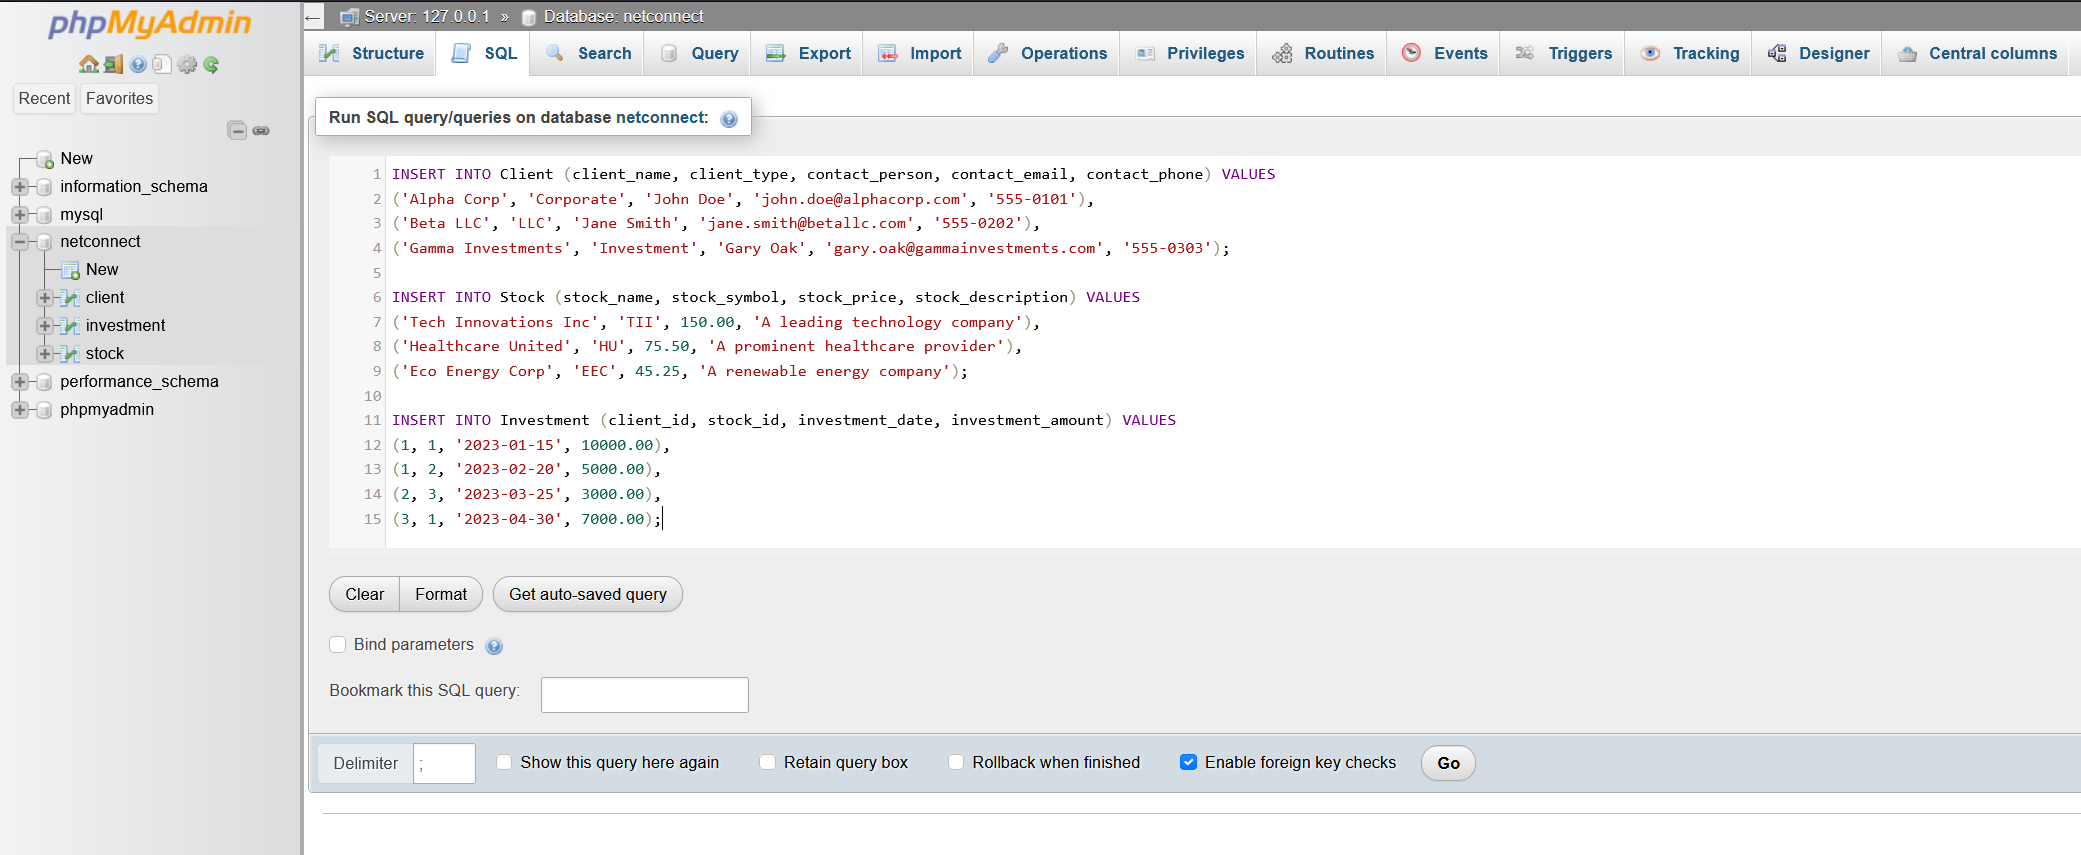 phpMyAdmin
Recent Favorites
New
information_schema
mysql
netconnect
New
client
investment
stock
performance_schema
phpmyadmin
← Server: 127.0.0.1 » Database: netconnect
Structure SQL Search Query Export Import Operations Privileges Routines Events Triggers Tracking Designer Central columns
Run SQL query/queries on database netconnect:
1 INSERT INTO Client (client_name, client_type, contact_person, contact_email, contact_phone) VALUES
2 ('Alpha Corp', 'Corporate', 'John Doe', 'john.doe@alphacorp.com', '555-0101'),
3 ('Beta LLC', 'LLC', 'Jane Smith', 'jane.smith@betallc.com', '555-0202'),
4 ('Gamma Investments', 'Investment', 'Gary Oak', 'gary.oak@gammainvestments.com', '555-0303');
5
6 INSERT INTO Stock (stock_name, stock_symbol, stock_price, stock_description) VALUES
7 ('Tech Innovations Inc', 'TII', 150.00, 'A leading technology company'),
8 ('Healthcare United', 'HU', 75.50, 'A prominent healthcare provider'),
9 ('Eco Energy Corp', 'EEC', 45.25, 'A renewable energy company');
10
11 INSERT INTO Investment (client_id, stock_id, investment_date, investment_amount) VALUES
12 (1, 1, '2023-01-15', 10000.00),
13 (1, 2, '2023-02-20', 5000.00),
14 (2, 3, '2023-03-25', 3000.00),
15 (3, 1, '2023-04-30', 7000.00);
Clear Format Get auto-saved query
Bind parameters
Bookmark this SQL query:
Delimiter ; Show this query here again Retain query box Rollback when finished Enable foreign key checks Go